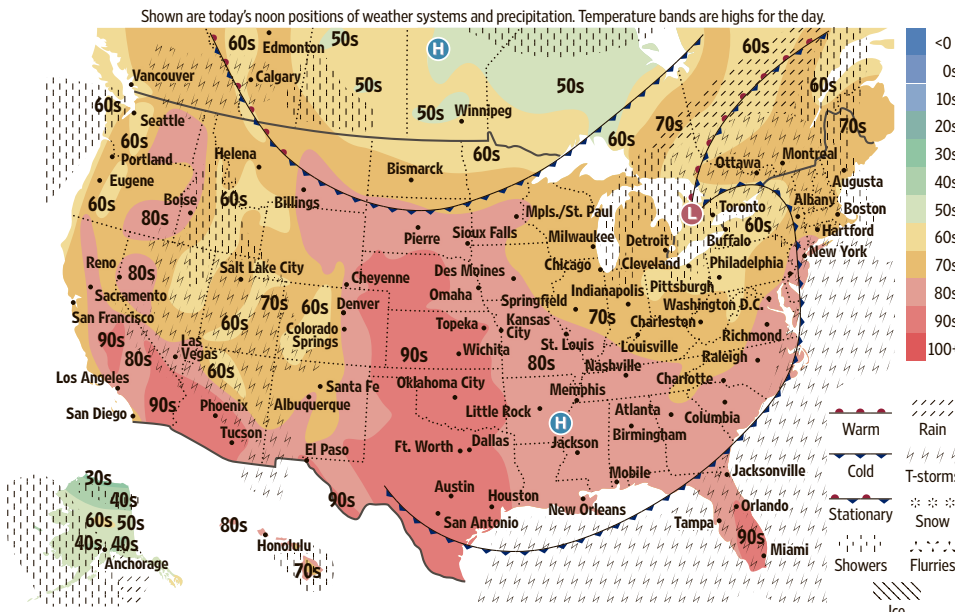 Shown are today's noon positions of weather systems and precipitation. Temperature bands are highs for the day.
60s
Edmonton
50s
H
60s
60s
<0
Vancouver
Calgary
50s
50s
0s
60s
50s
Winnipeg
10s
Seattle
70s
70s
20s
60s
Helena
60s
60s
Ottawa
Montreal
30s
Portland
Bismarck
40s
Eugene
Augusta
60s
Boise
60s
Billings
Mpls./St. Paul
L
Toronto
Albany
Boston
50s
80s
Pierre
Sioux Falls
Milwaukee
Detroit
Buffalo
60s
Hartford
60s
Reno
80s
Salt Lake City
Cheyenne
Des Moines
Chicago
Cleveland
Philadelphia
New York
70s
Sacramento
70s
60s
Denver
Omaha
Springfield
Indianapolis
Pittsburgh
Washington D.C.
80s
San Francisco
60s
Colorado
Springs
Topeka
Kansas
City
70s
Charleston
Richmond
90s
90s
80s
Las
Vegas
90s
Wichita
St. Louis
Louisville
Raleigh
100+
Los Angeles
60s
Santa Fe
Oklahoma City
80s
Nashville
Charlotte
San Diego
90s
Phoenix
Albuquerque
Little Rock
Memphis
Atlanta
Columbia
Tucson
El Paso
Ft. Worth
Dallas
H
Jackson
Birmingham
Warm
Rain
30s
40s
90s
Austin
Houston
Mobile
Jacksonville
Cold
T-storms
60s
50s
80s
San Antonio
New Orleans
Tampa
Orlando
Stationary
Snow
40s
40s
Honolulu
90s
Anchorage
70s
Miami
Showers
Flurries
Ice